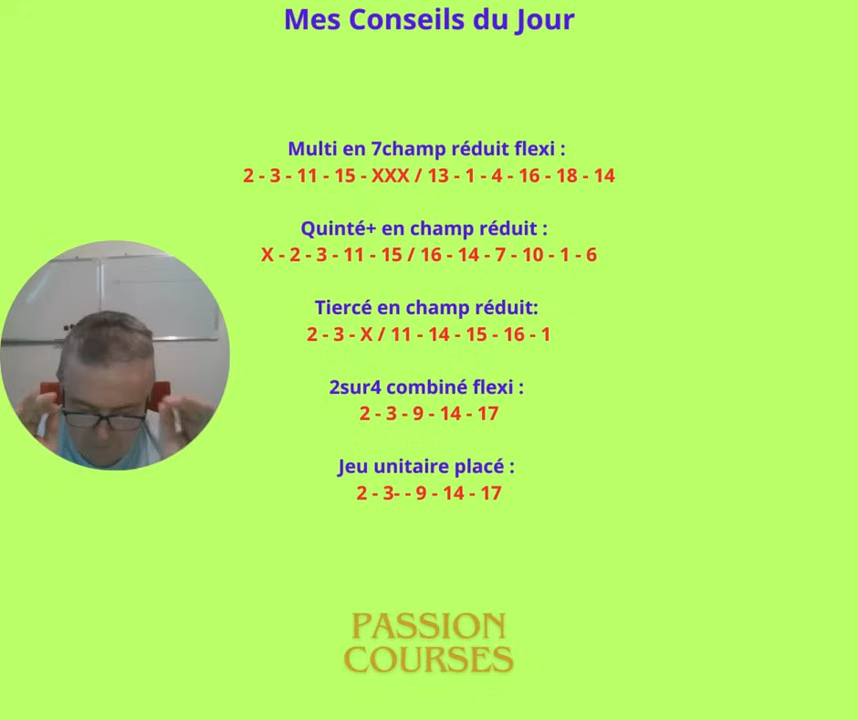 Mes Conseils du Jour
Multi en 7champ réduit flexi :
2 - 3 - 11 - 15 - XXX / 13 - 1 - 4 - 16 - 18 - 14
Quinté+ en champ réduit :
X - 2 - 3 - 11 - 15 / 16 - 14 - 7 - 10 - 1 - 6
Tiercé en champ réduit:
2 - 3 - X / 11 - 14 - 15 - 16 - 1
2sur4 combiné flexi :
2 - 3 - 9 - 14 - 17
Jeu unitaire placé :
2 - 3- - 9 - 14 - 17
PASSION
COURSES